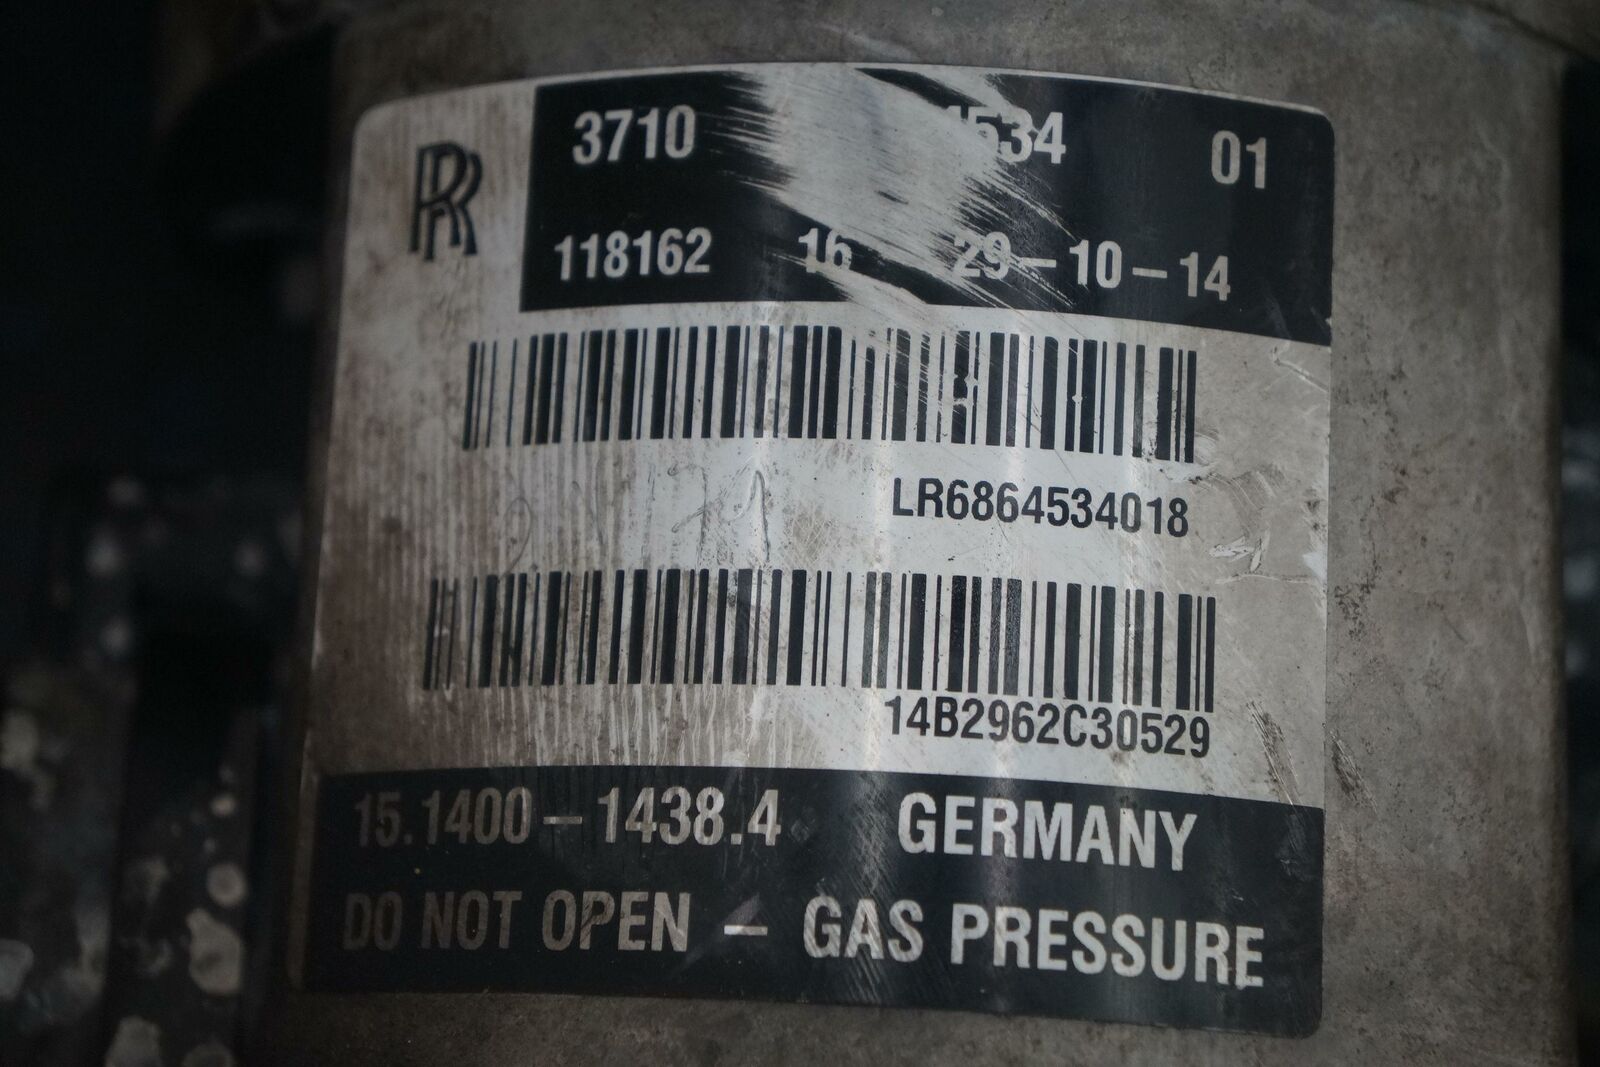 RR
3710 4534 01
118162 16 29-10-14
LR6864534018
14B2962C30529
15.1400-1438.4 GERMANY
DO NOT OPEN - GAS PRESSURE